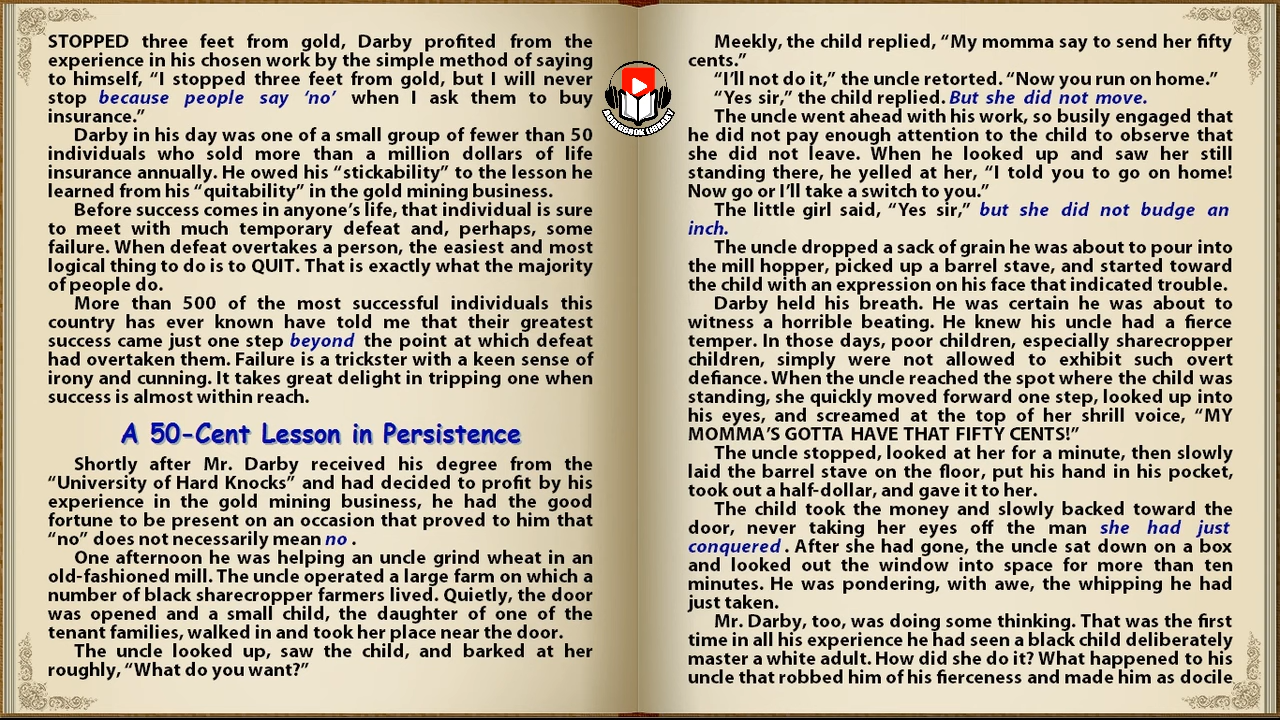 STOPPED three feet from gold, Darby profited from the
experience in his chosen work by the simple method of saying
to himself, “I stopped three feet from gold, but I will never
stop because people say ‘no’ when I ask them to buy
insurance.”
Darby in his day was one of a small group of fewer than 50
individuals who sold more than a million dollars of life
insurance annually. He owed his “stickability” to the lesson he
learned from his “quitability” in the gold mining business.
Before success comes in anyone’s life, that individual is sure
to meet with much temporary defeat and, perhaps, some
failure. When defeat overtakes a person, the easiest and most
logical thing to do is to QUIT. That is exactly what the majority
of people do.
More than 500 of the most successful individuals this
country has ever known have told me that their greatest
success came just one step beyond the point at which defeat
had overtaken them. Failure is a trickster with a keen sense of
irony and cunning. It takes great delight in tripping one when
success is almost within reach.
A 50-Cent Lesson in Persistence
Shortly after Mr. Darby received his degree from the
“University of Hard Knocks” and had decided to profit by his
experience in the gold mining business, he had the good
fortune to be present on an occasion that proved to him that
“no” does not necessarily mean no .
One afternoon he was helping an uncle grind wheat in an
old-fashioned mill. The uncle operated a large farm on which a
number of black sharecropper farmers lived. Quietly, the door
was opened and a small child, the daughter of one of the
tenant families, walked in and took her place near the door.
The uncle looked up, saw the child, and barked at her
roughly, “What do you want?”
AUDIOBOOK LIBRARY
Meekly, the child replied, “My momma say to send her fifty
cents.”
“I’ll not do it,” the uncle retorted. “Now you run on home.”
“Yes sir,” the child replied. But she did not move.
The uncle went ahead with his work, so busily engaged that
he did not pay enough attention to the child to observe that
she did not leave. When he looked up and saw her still
standing there, he yelled at her, “I told you to go on home!
Now go or I’ll take a switch to you.”
The little girl said, “Yes sir,” but she did not budge an
inch.
The uncle dropped a sack of grain he was about to pour into
the mill hopper, picked up a barrel stave, and started toward
the child with an expression on his face that indicated trouble.
Darby held his breath. He was certain he was about to
witness a horrible beating. He knew his uncle had a fierce
temper. In those days, poor children, especially sharecropper
children, simply were not allowed to exhibit such overt
defiance. When the uncle reached the spot where the child was
standing, she quickly moved forward one step, looked up into
his eyes, and screamed at the top of her shrill voice, “MY
MOMMA’S GOTTA HAVE THAT FIFTY CENTS!”
The uncle stopped, looked at her for a minute, then slowly
laid the barrel stave on the floor, put his hand in his pocket,
took out a half-dollar, and gave it to her.
The child took the money and slowly backed toward the
door, never taking her eyes off the man she had just
conquered . After she had gone, the uncle sat down on a box
and looked out the window into space for more than ten
minutes. He was pondering, with awe, the whipping he had
just taken.
Mr. Darby, too, was doing some thinking. That was the first
time in all his experience he had seen a black child deliberately
master a white adult. How did she do it? What happened to his
uncle that robbed him of his fierceness and made him as docile